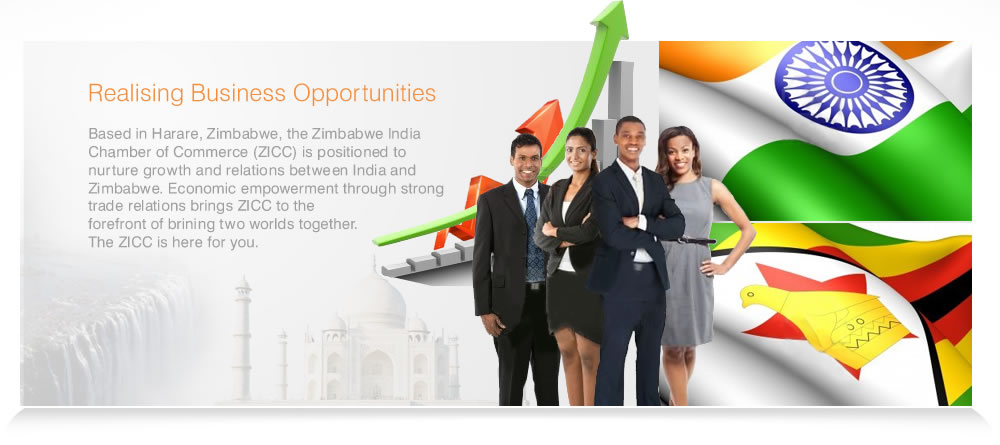 Realising Business Opportunities
Based in Harare, Zimbabwe, the Zimbabwe India
Chamber of Commerce (ZICC) is positioned to
nurture growth and relations between India and
Zimbabwe. Economic empowerment through strong
trade relations brings ZICC to the
forefront of brining two worlds together.
The ZICC is here for you.